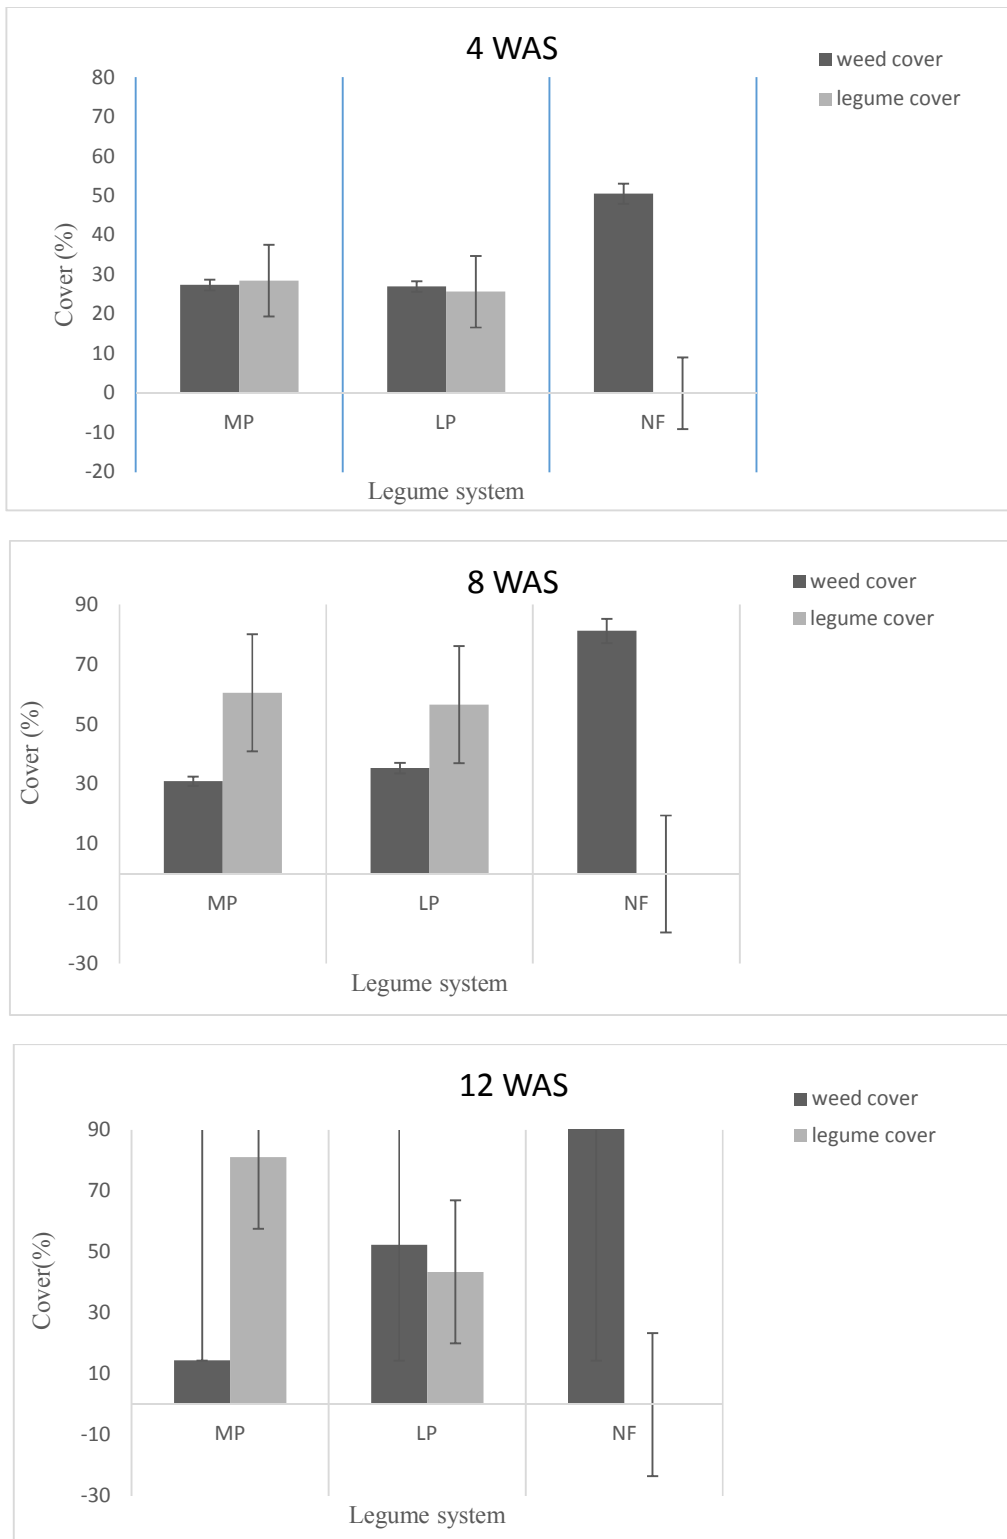 4 WAS
weed cover
legume cover
80
70
60
50
40
30
20
10
0
-10
-20
Cover (%)
MP LP NF
Legume system
8 WAS
weed cover
legume cover
90
70
50
30
10
-10
-30
Cover (%)
MP LP NF
Legume system
12 WAS
weed cover
legume cover
90
70
50
30
10
-10
-30
Cover(%)
MP LP NF
Legume system